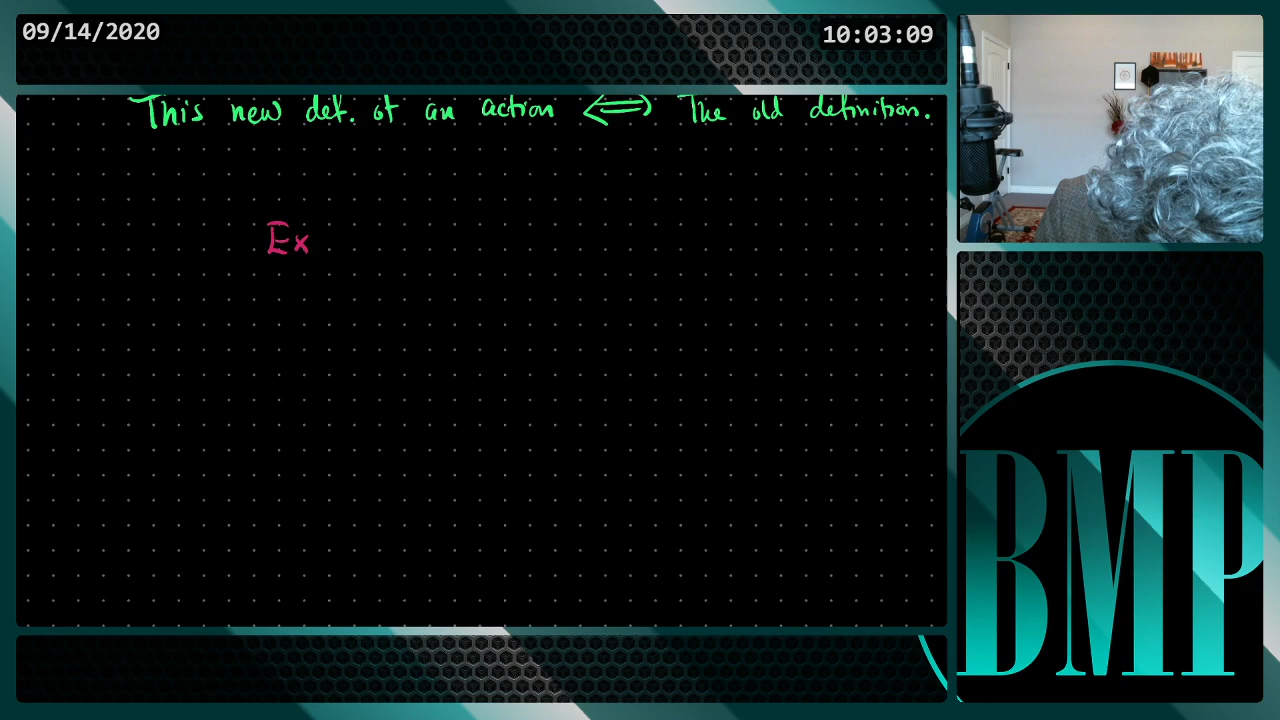 09/14/2020
10:03:09
This new def. of an action ⟺ The old definition.
Ex
BMP